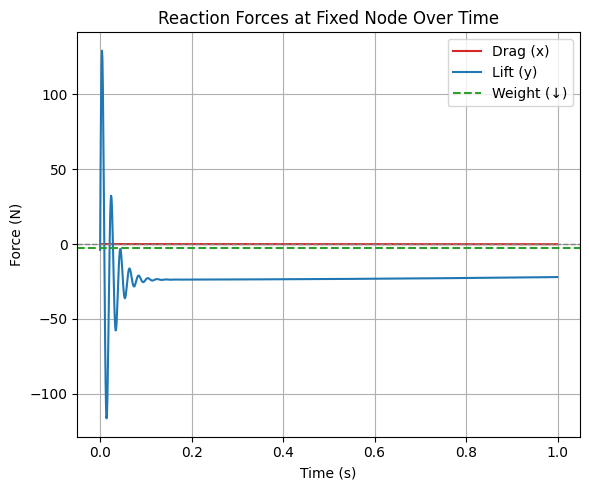 Reaction Forces at Fixed Node Over Time
Drag (x)
Lift (y)
Weight (↓)
Force (N)
100
50
0
−50
−100
0.0 0.2 0.4 0.6 0.8 1.0
Time (s)